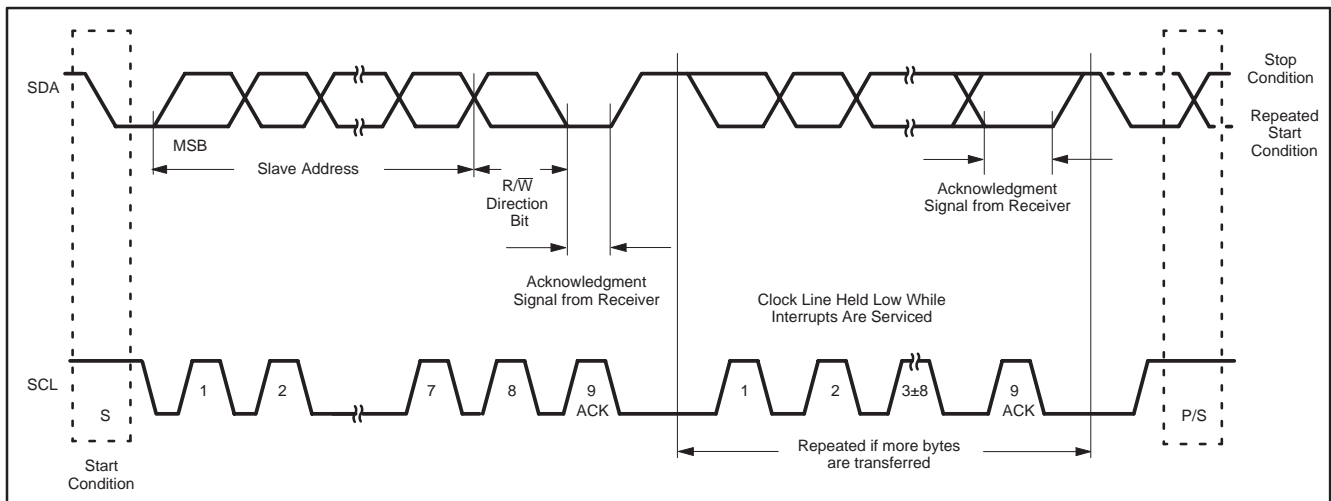 SDA
Stop
Condition
Repeated
Start
Condition
MSB
Slave Address
R/W̅
Direction
Bit
Acknowledgment
Signal from Receiver
Acknowledgment
Signal from Receiver
Clock Line Held Low While
Interrupts Are Serviced
SCL
S
1
2
7
8
9
ACK
1
2
3±8
9
ACK
P/S
Start
Condition
Repeated if more bytes
are transferred